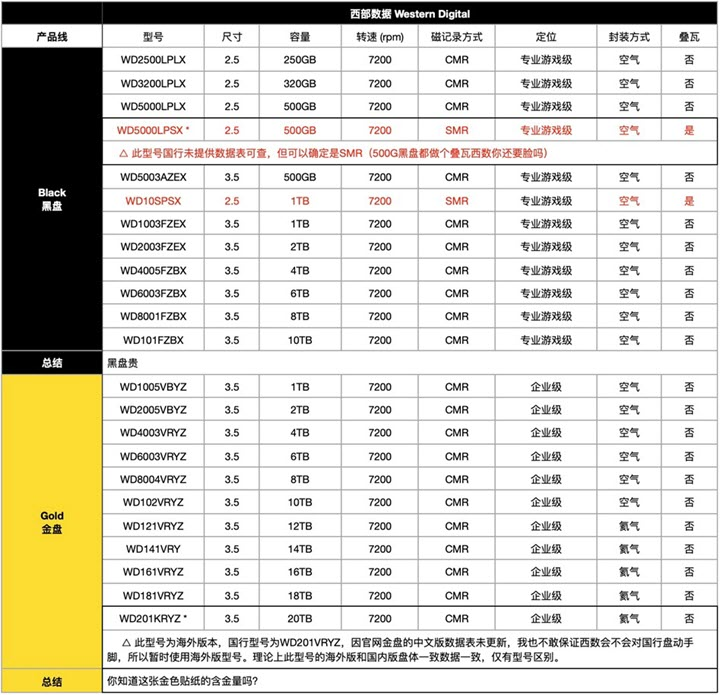 西部数据 Western Digital
产品线 型号 尺寸 容量 转速 (rpm) 磁记录方式 定位 封装方式 叠瓦
Black
黑盘
WD2500LPLX 2.5 250GB 7200 CMR 专业游戏级 空气 否
WD3200LPLX 2.5 320GB 7200 CMR 专业游戏级 空气 否
WD5000LPLX 2.5 500GB 7200 CMR 专业游戏级 空气 否
WD5000LPSX * 2.5 500GB 7200 SMR 专业游戏级 空气 是
△ 此型号国行未提供数据表可查，但可以确定是SMR（500G黑盘都做个叠瓦西数你还要脸吗）
WD5003AZEX 3.5 500GB 7200 CMR 专业游戏级 空气 否
WD10SPSX 2.5 1TB 7200 SMR 专业游戏级 空气 是
WD1003FZEX 3.5 1TB 7200 CMR 专业游戏级 空气 否
WD2003FZEX 3.5 2TB 7200 CMR 专业游戏级 空气 否
WD4005FZBX 3.5 4TB 7200 CMR 专业游戏级 空气 否
WD6003FZBX 3.5 6TB 7200 CMR 专业游戏级 空气 否
WD8001FZBX 3.5 8TB 7200 CMR 专业游戏级 空气 否
WD101FZBX 3.5 10TB 7200 CMR 专业游戏级 空气 否
总结 黑盘贵
Gold
金盘
WD1005VBYZ 3.5 1TB 7200 CMR 企业级 空气 否
WD2005VBYZ 3.5 2TB 7200 CMR 企业级 空气 否
WD4003VRYZ 3.5 4TB 7200 CMR 企业级 空气 否
WD6003VRYZ 3.5 6TB 7200 CMR 企业级 空气 否
WD8004VRYZ 3.5 8TB 7200 CMR 企业级 空气 否
WD102VRYZ 3.5 10TB 7200 CMR 企业级 空气 否
WD121VRYZ 3.5 12TB 7200 CMR 企业级 氦气 否
WD141VRY 3.5 14TB 7200 CMR 企业级 氦气 否
WD161VRYZ 3.5 16TB 7200 CMR 企业级 氦气 否
WD181VRYZ 3.5 18TB 7200 CMR 企业级 氦气 否
WD201KRYZ * 3.5 20TB 7200 CMR 企业级 氦气 否
△ 此型号为海外版本，国行型号为WD201VRYZ，因官网金盘的中文版数据表未更新，我也不敢保证西数会不会对国行盘动手
脚，所以暂时使用海外版型号。理论上此型号的海外版和国内版盘体一致数据一致，仅有型号区别。
总结 你知道这张金色贴纸的含金量吗?